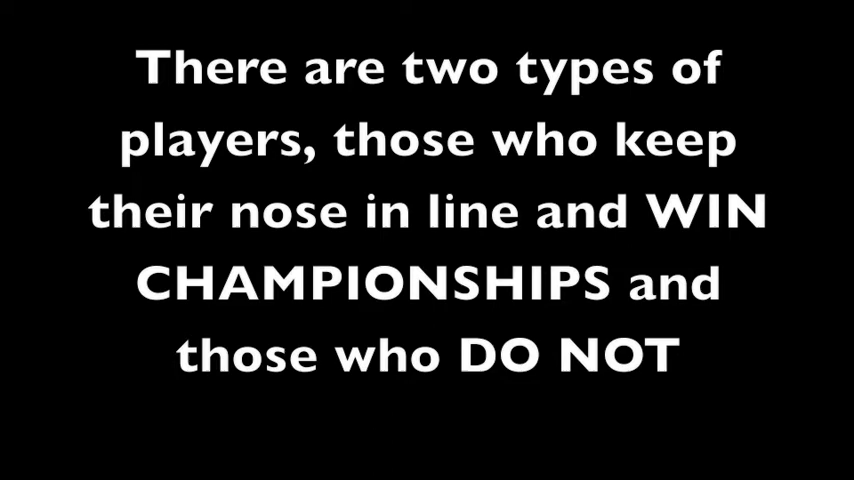 There are two types of
players, those who keep
their nose in line and WIN
CHAMPIONSHIPS and
those who DO NOT